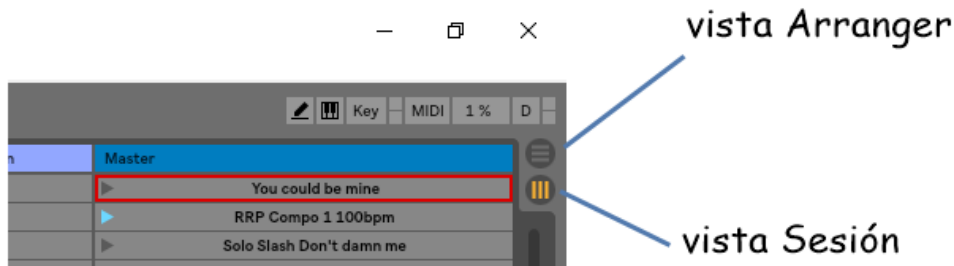 vista Arranger
Key MIDI 1 % D
n Master
You could be mine
RRP Compo 1 100bpm
Solo Slash Don't damn me
vista Sesión